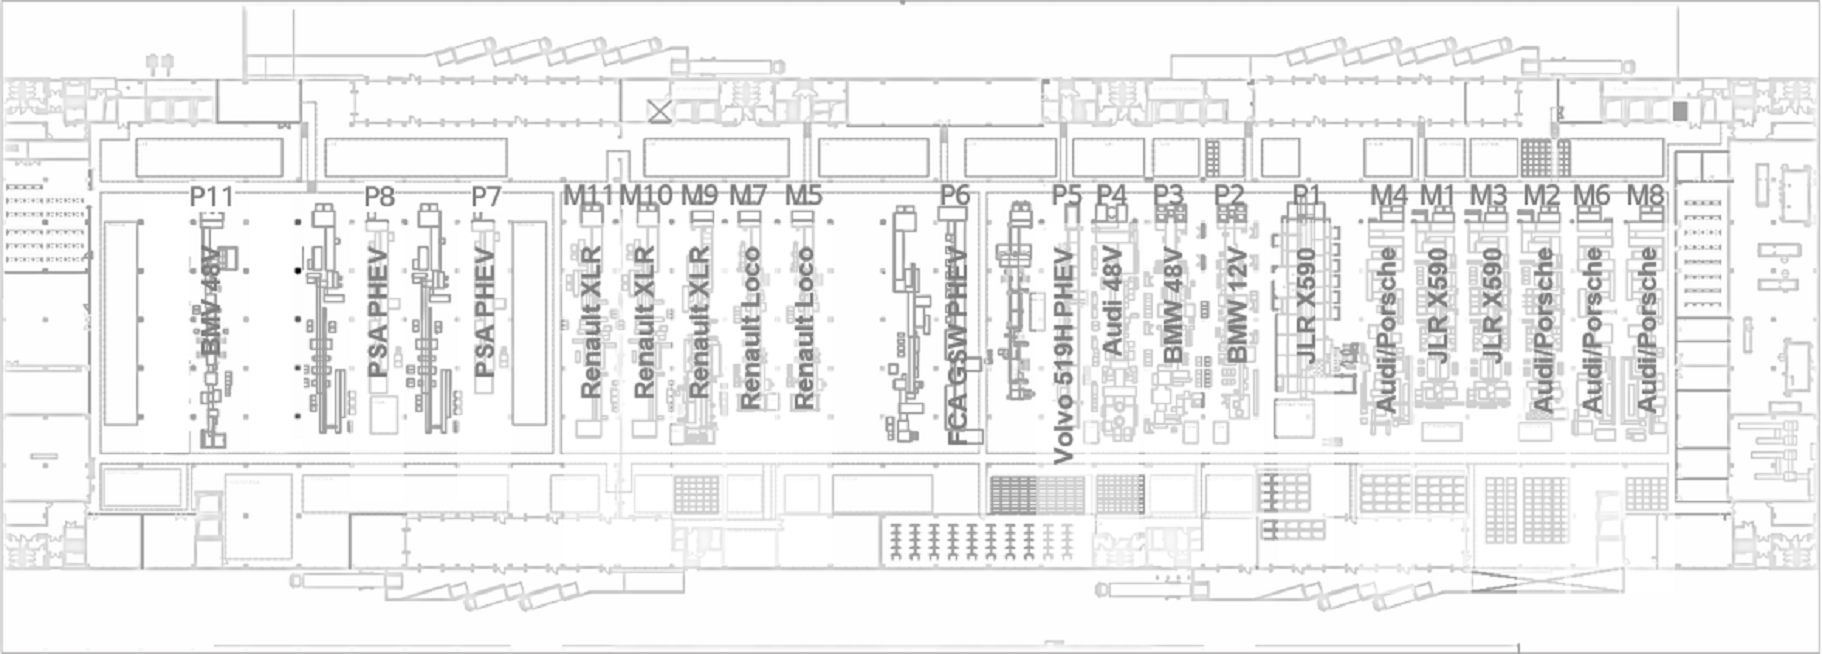 P11
P8
P7
M11
M10
M9
M7
M5
P6
P5
P4
P3
P2
P1
M4
M1
M3
M2
M6
M8
BMV 48V
PSA PHEV
PSA PHEV
Renault XLR
Renault XLR
Renault XLR
Renault Loco
Renault Loco
FCA GSW PHEV
Volvo 519H PHEV
Audi 48V
BMW 48V
BMW 12V
JLR X590
Audi/Porsche
JLR X590
JLR X590
Audi/Porsche
Audi/Porsche
Audi/Porsche